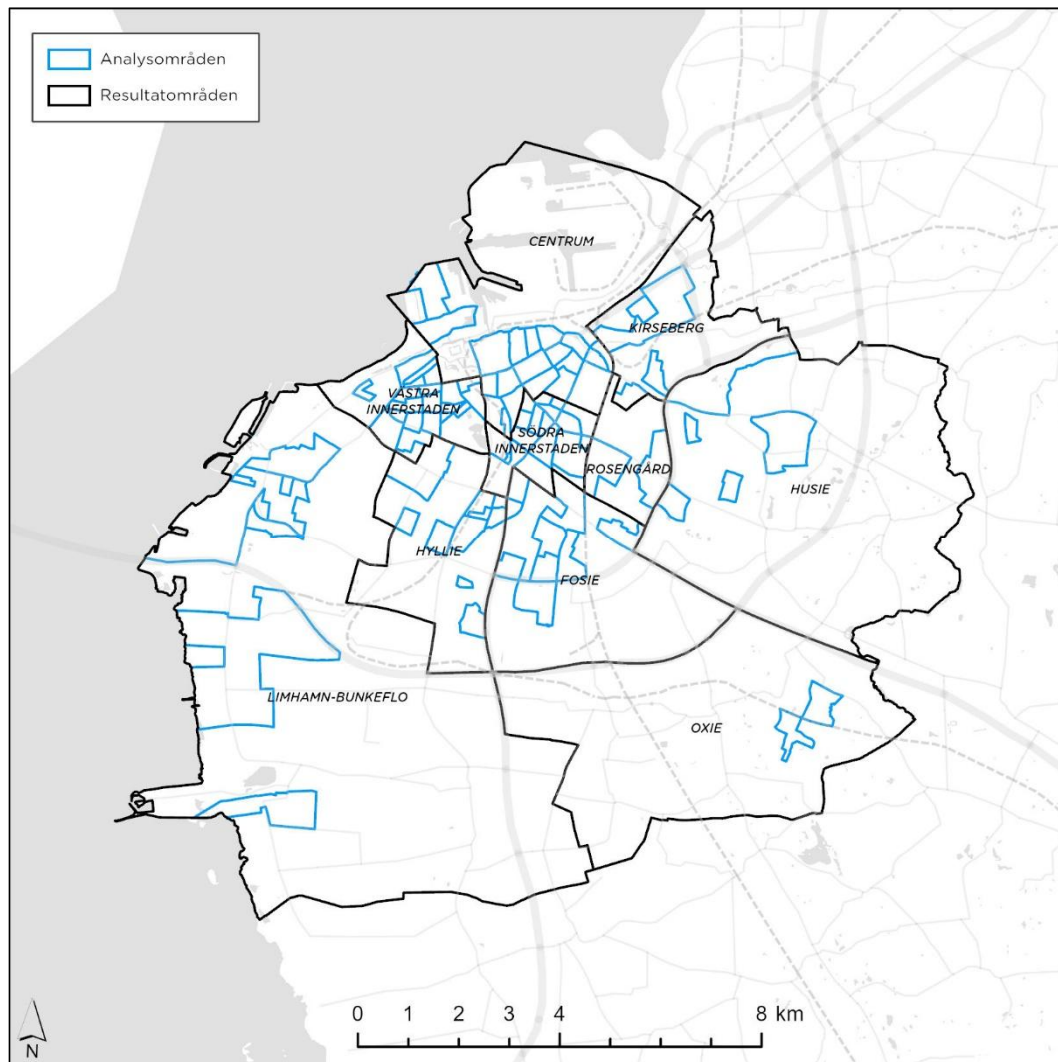 Analysområden
Resultatområden
CENTRUM
KIRSEBERG
VÄSTRA
INNERSTADEN
SÖDRA
INNERSTADEN
ROSENGÅRD
HUSIE
HYLLIE
FOSIE
LIMHAMN-BUNKEFLO
OXIE
0 1 2 3 4 8 km
N